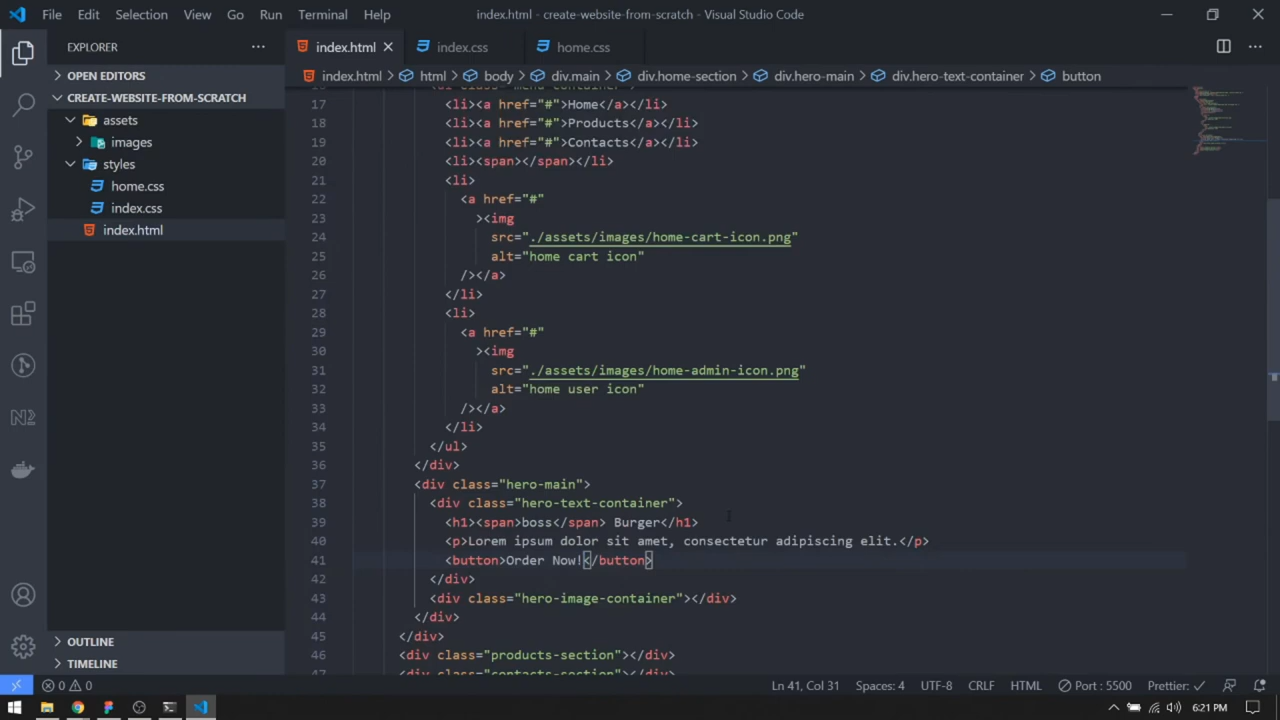 File Edit Selection View Go Run Terminal Help
index.html - create-website-from-scratch - Visual Studio Code
EXPLORER
OPEN EDITORS
CREATE-WEBSITE-FROM-SCRATCH
assets
images
styles
home.css
index.css
index.html
OUTLINE
TIMELINE
index.html index.css home.css
index.html > html > body > div.main > div.home-section > div.hero-main > div.hero-text-container > button
17 <li><a href="#">Home</a></li>
18 <li><a href="#">Products</a></li>
19 <li><a href="#">Contacts</a></li>
20 <li><span></span></li>
21 <li>
22 <a href="#"
23 ><img
24 src="./assets/images/home-cart-icon.png"
25 alt="home cart icon"
26 /></a>
27 </li>
28 <li>
29 <a href="#"
30 ><img
31 src="./assets/images/home-admin-icon.png"
32 alt="home user icon"
33 /></a>
34 </li>
35 </ul>
36 </div>
37 <div class="hero-main">
38 <div class="hero-text-container">
39 <h1><span>boss</span> Burger</h1>
40 <p>Lorem ipsum dolor sit amet, consectetur adipiscing elit.</p>
41 <button>Order Now!</button>
42 </div>
43 <div class="hero-image-container"></div>
44 </div>
45 </div>
46 <div class="products-section"></div>
47 <div class="contacts-section"></div>
0 0 Ln 41, Col 31 Spaces: 4 UTF-8 CRLF HTML Port : 5500 Prettier: ✓
6:21 PM